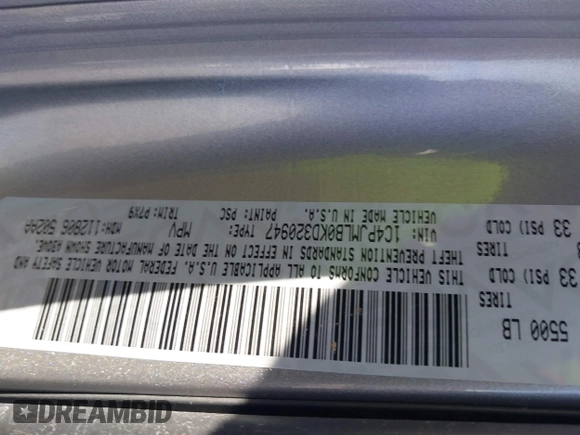 5500 LB
TIRES
33 PSI) COLD
TIRES
33 PSI COLD
THIS VEHICLE CONFORMS TO ALL APPLICABLE U.S.A. FEDERAL MOTOR VEHICLE SAFETY AND
THEFT PREVENTION STANDARDS IN EFFECT ON THE DATE OF MANUFACTURE SHOWN ABOVE.
VIN: 1C4PJMLB0KD320947 TYPE: MPV MDH:112806 502AA
VEHICLE MADE IN U.S.A. PAINT: PSC TRIM: P7X9
DREAMBID